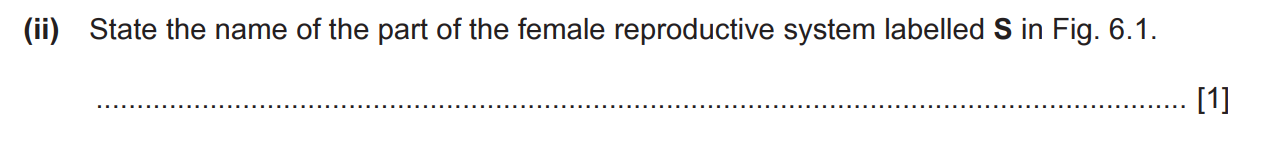 (ii) State the name of the part of the female reproductive system labelled S in Fig. 6.1.
.......................................................................................................................................... [1]